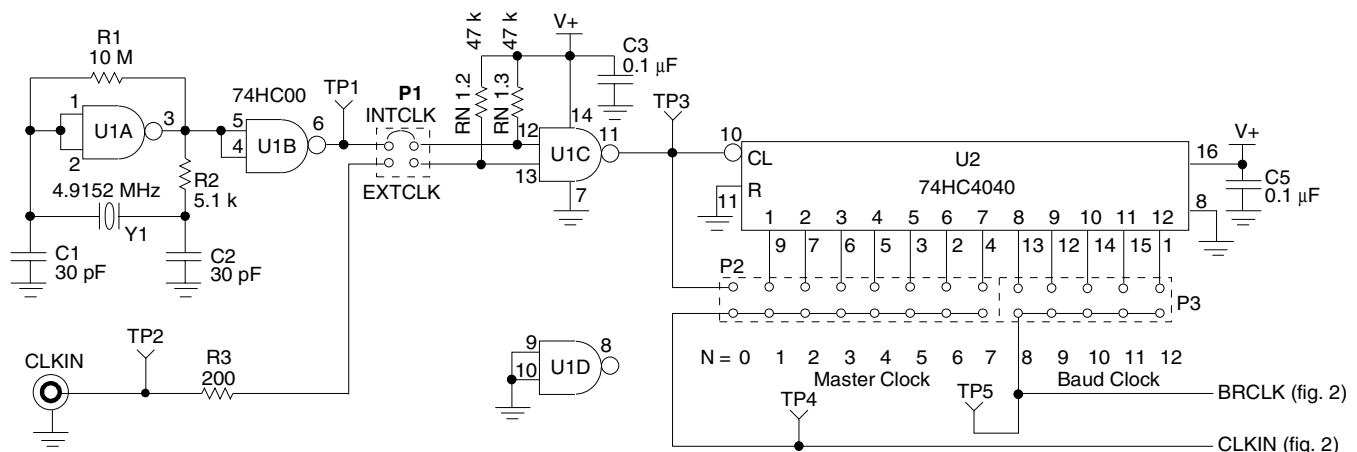 R1
10 M
1
2
3
U1A
74HC00
5
4
6
U1B
TP1
P1
INTCLK
EXTCLK
R2
5.1 k
4.9152 MHz
Y1
C1
30 pF
C2
30 pF
47 k
47 k
RN 1.2
RN 1.3
V+
C3
0.1 µF
14
12
13
11
U1C
7
TP3
10
CL
R
11
U2
74HC4040
16
V+
C5
0.1 µF
8
1 2 3 4 5 6 7 8 9 10 11 12
9 7 6 5 3 2 4 13 12 14 15 1
P2
P3
N = 0 1 2 3 4 5 6 7 8 9 10 11 12
Master Clock
Baud Clock
CLKIN
TP2
R3
200
9
10
8
U1D
TP4
TP5
BRCLK (fig. 2)
CLKIN (fig. 2)